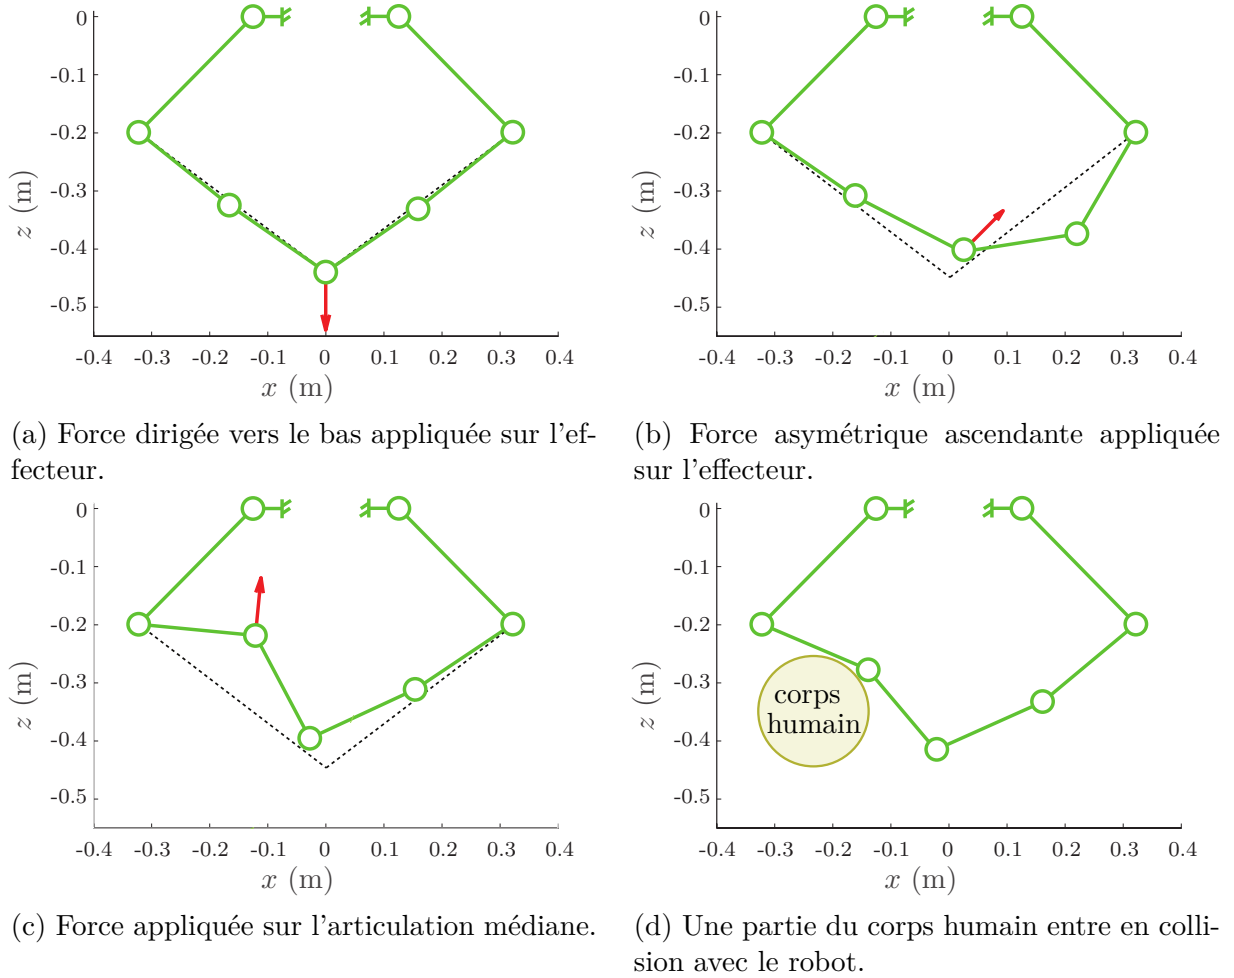 0
-0.1
-0.2
-0.3
-0.4
-0.5
z (m)
-0.4 -0.3 -0.2 -0.1 0 0.1 0.2 0.3 0.4
x (m)
(a) Force dirigée vers le bas appliquée sur l'ef-
fecteur.
0
-0.1
-0.2
-0.3
-0.4
-0.5
z (m)
-0.4 -0.3 -0.2 -0.1 0 0.1 0.2 0.3 0.4
x (m)
(b) Force asymétrique ascendante appliquée
sur l'effecteur.
0
-0.1
-0.2
-0.3
-0.4
-0.5
z (m)
-0.4 -0.3 -0.2 -0.1 0 0.1 0.2 0.3 0.4
x (m)
(c) Force appliquée sur l'articulation médiane.
0
-0.1
-0.2
-0.3
-0.4
-0.5
z (m)
corps
humain
-0.4 -0.3 -0.2 -0.1 0 0.1 0.2 0.3 0.4
x (m)
(d) Une partie du corps humain entre en colli-
sion avec le robot.